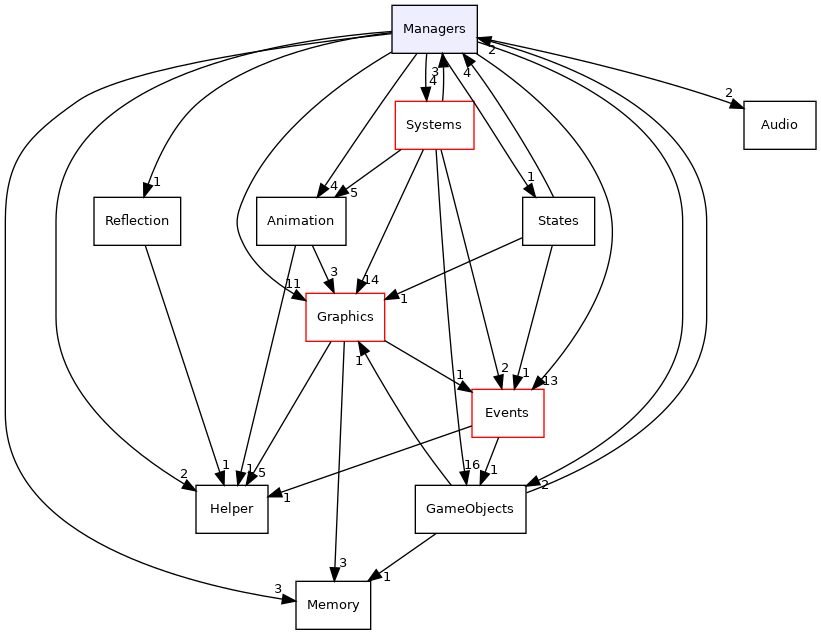 Managers
2
3
4
4
2
Systems
Audio
1
4
5
1
Reflection
Animation
States
3
11
14
1
Graphics
1
2
1
13
Events
2
1
1
5
16
1
2
1
Helper
GameObjects
3
1
3
Memory
1